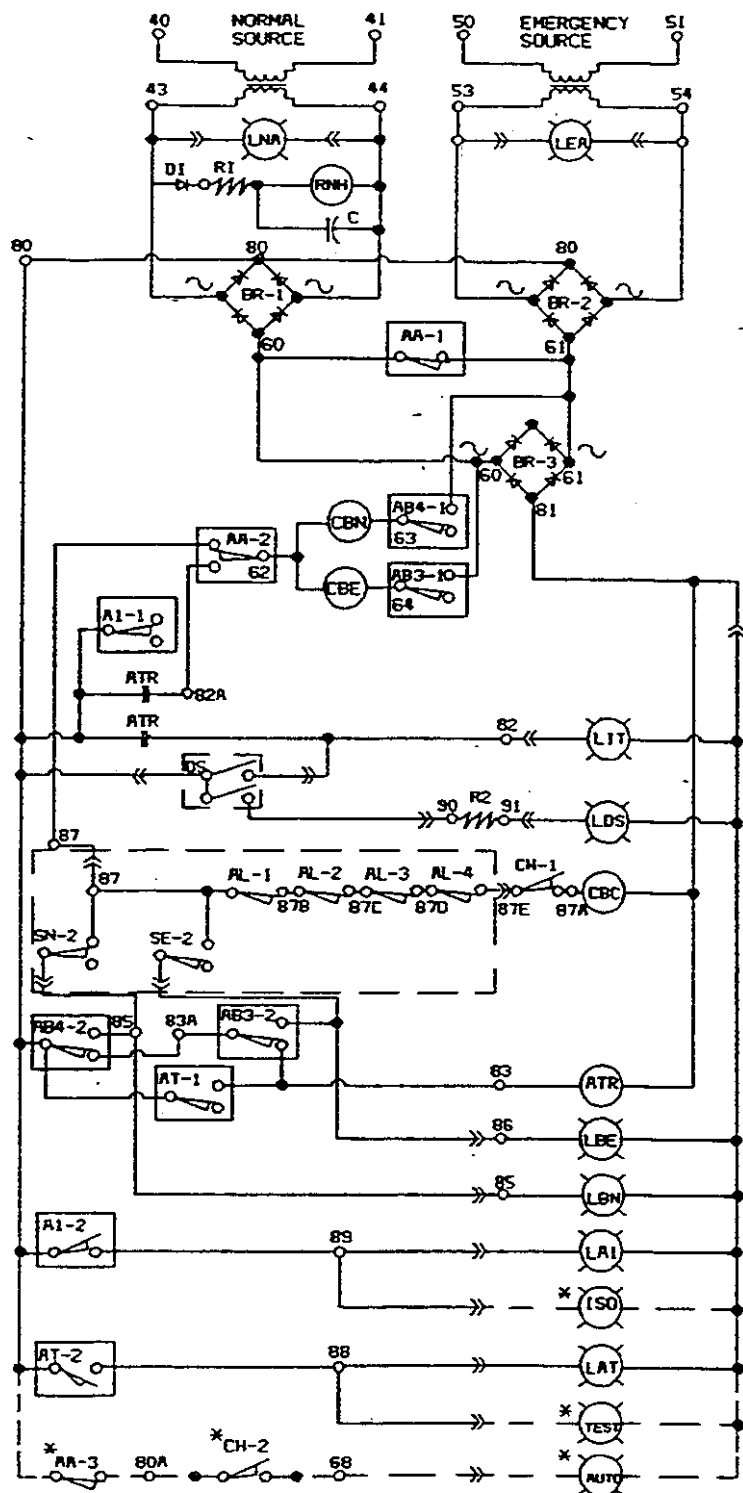 40 NORMAL SOURCE 41 50 EMERGENCY SOURCE 51
43 44 53 54
LNA LEA
D1 R1 RNH
C
80 80 80
BR-1 BR-2
60 AA-1 61
BR-3
60 61
81
CBN AB4-1
63
AA-2
62
CBE AB3-1
64
A1-1
ATR 82A
ATR 82 LIT
DS
90 R2 91 LDS
87
87 AL-1 AL-2 AL-3 AL-4 CH-1 CBC
87B 87C 87D 87E 87A
SN-2 SE-2
AB4-2 85 83A AB3-2
AT-1 83 ATR
86 LBE
85 LBN
A1-2 89 LAI
* ISO
AT-2 88 LAT
* TEST
* AA-3 80A * CH-2 68 * AUTO